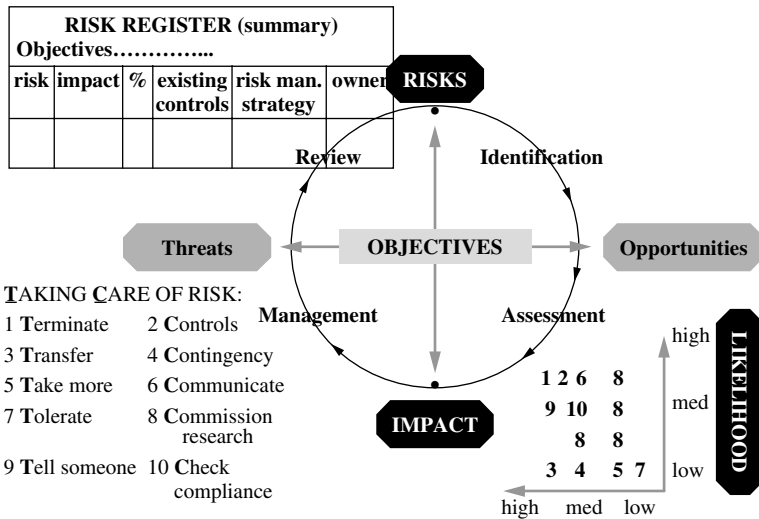 RISK REGISTER (summary)
Objectives…………...
risk impact % existing controls risk man. strategy owner
RISKS
Review
Identification
Threats
OBJECTIVES
Opportunities
TAKING CARE OF RISK:
1 Terminate 2 Controls
3 Transfer 4 Contingency
5 Take more 6 Communicate
7 Tolerate 8 Commission
research
9 Tell someone 10 Check
compliance
Management
Assessment
IMPACT
high
1 2 6 8
9 10 8 med
8 8
3 4 5 7 low
high med low
LIKELIHOOD